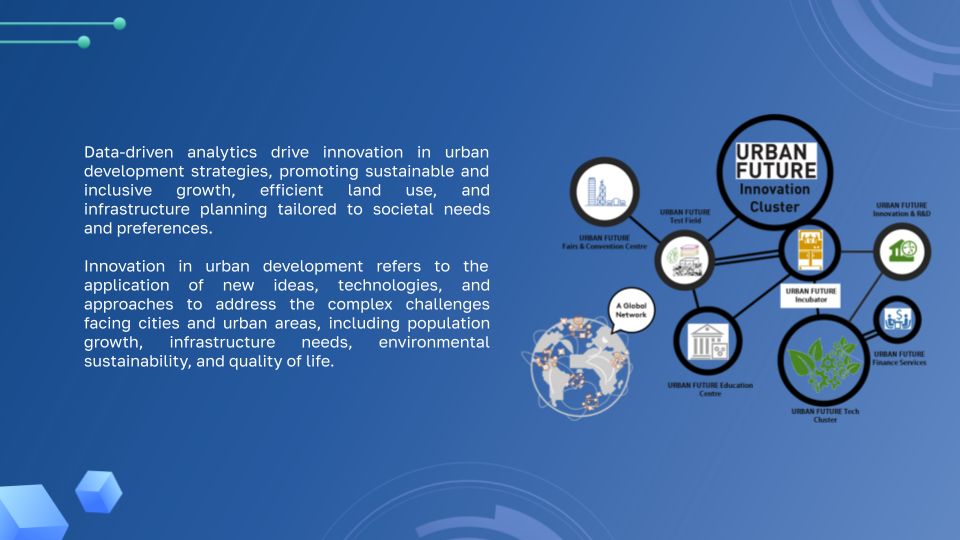 Data-driven analytics drive innovation in urban
development strategies, promoting sustainable and
inclusive growth, efficient land use, and
infrastructure planning tailored to societal needs
and preferences.
Innovation in urban development refers to the
application of new ideas, technologies, and
approaches to address the complex challenges
facing cities and urban areas, including population
growth, infrastructure needs, environmental
sustainability, and quality of life.
URBAN
FUTURE
Innovation
Cluster
URBAN FUTURE
Fairs & Convention Centre
URBAN FUTURE
Test Field
URBAN FUTURE
Innovation & R&D
URBAN FUTURE
Incubator
A Global
Network
URBAN FUTURE
Finance Services
URBAN FUTURE Education
Centre
URBAN FUTURE Tech
Cluster